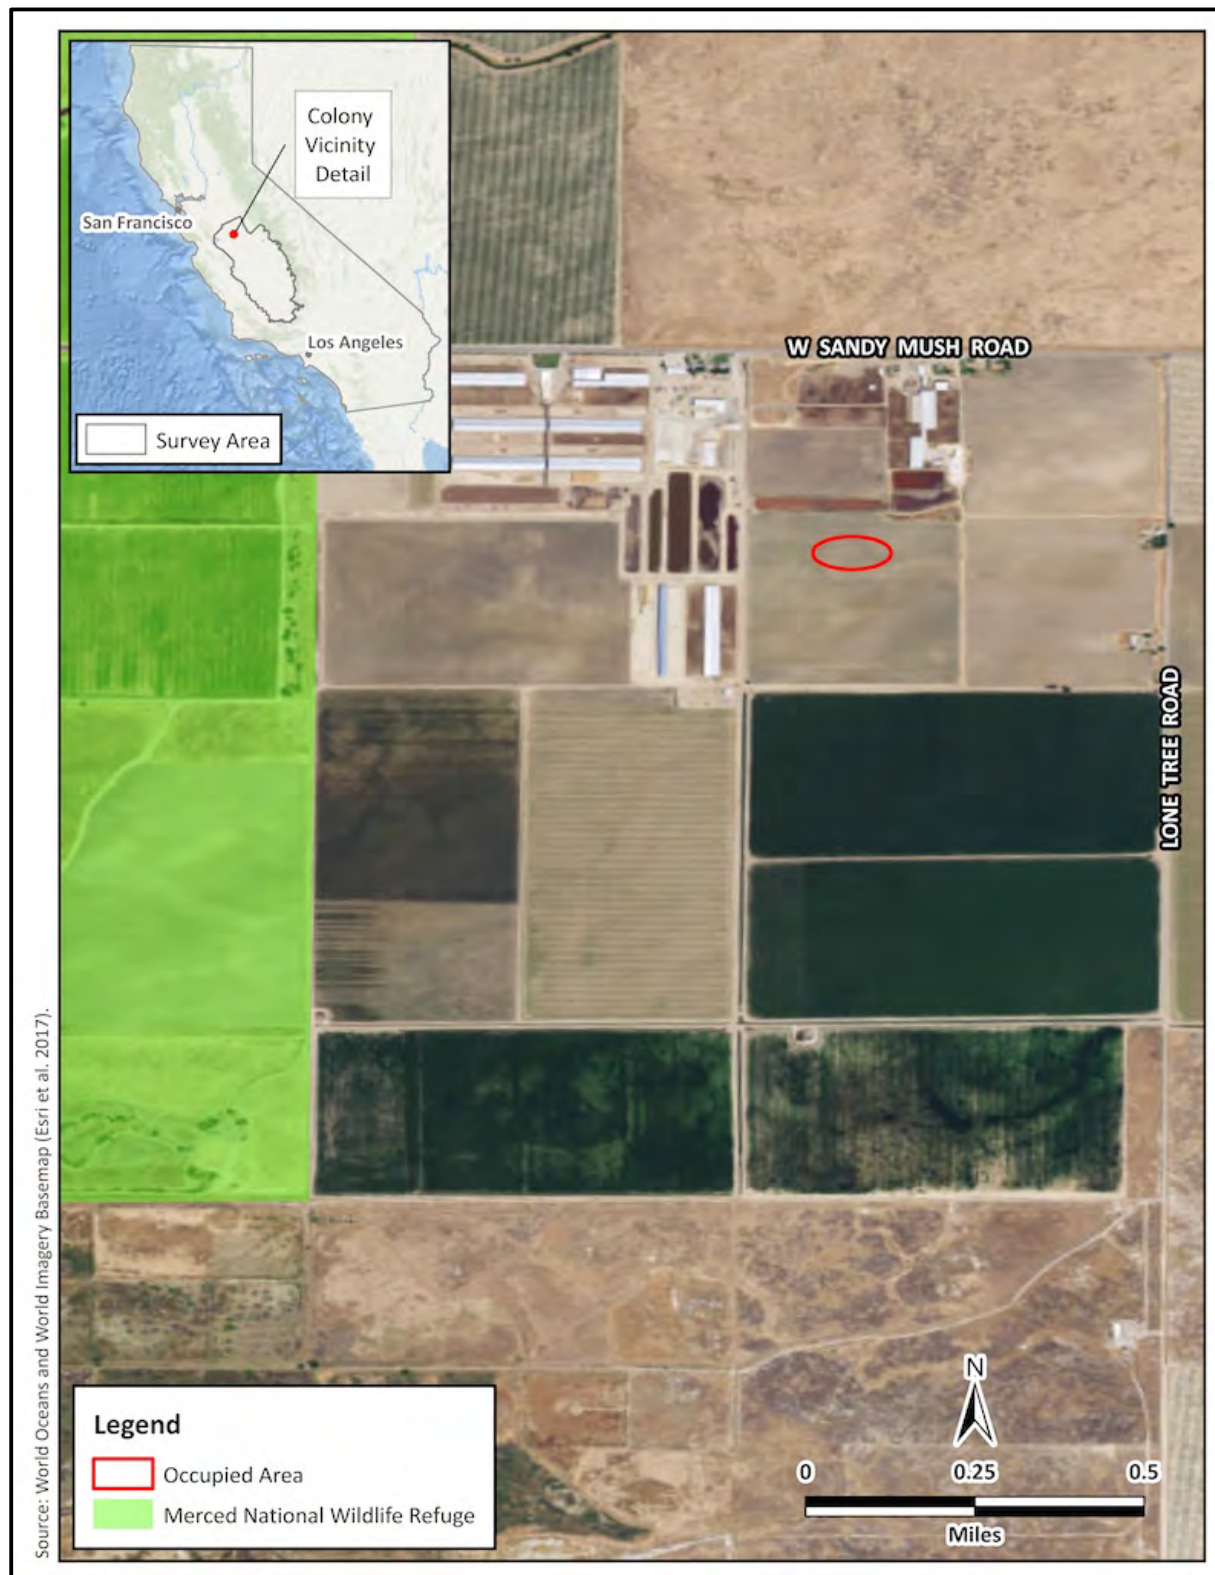 Colony
Vicinity
Detail
San Francisco
Los Angeles
Survey Area
W SANDY MUSH ROAD
LONE TREE ROAD
Source: World Oceans and World Imagery Basemap (Esri et al. 2017).
Legend
Occupied Area
Merced National Wildlife Refuge
N
0 0.25 0.5
Miles